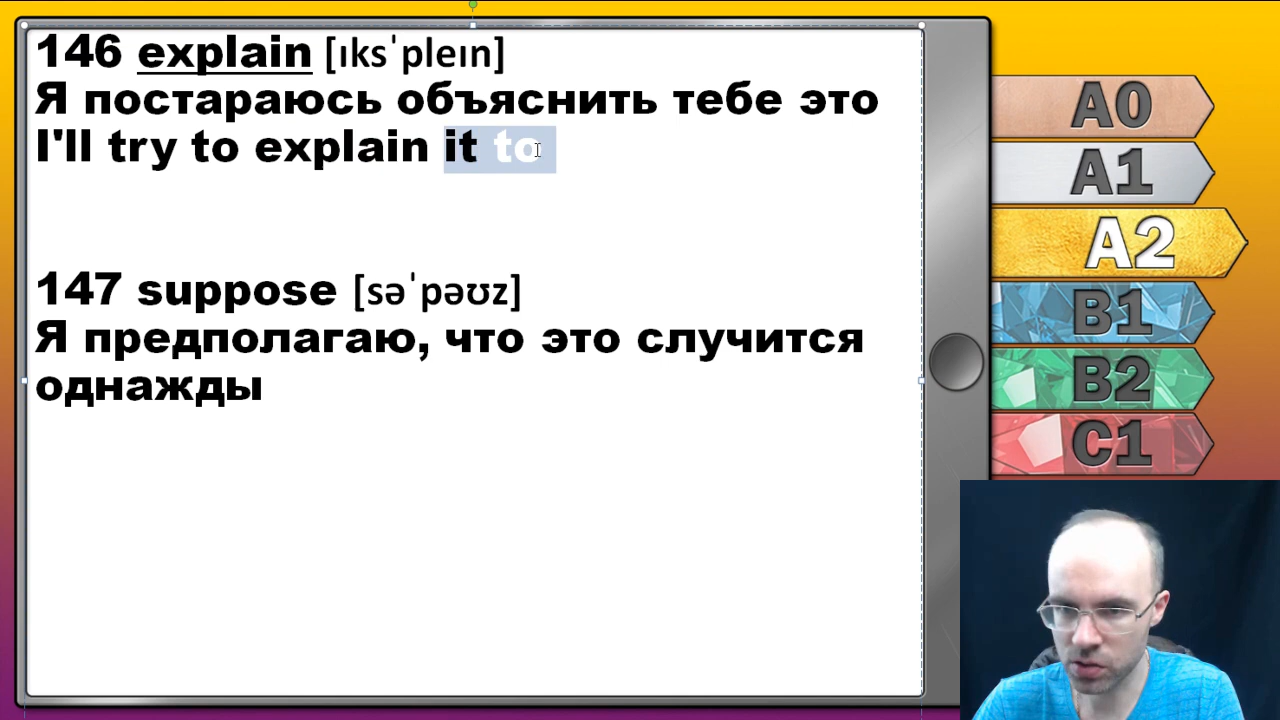 146 explain [ɪksˈpleɪn]
Я постараюсь объяснить тебе это
I'll try to explain it to
147 suppose [səˈpəʊz]
Я предполагаю, что это случится
однажды
A0
A1
A2
B1
B2
C1